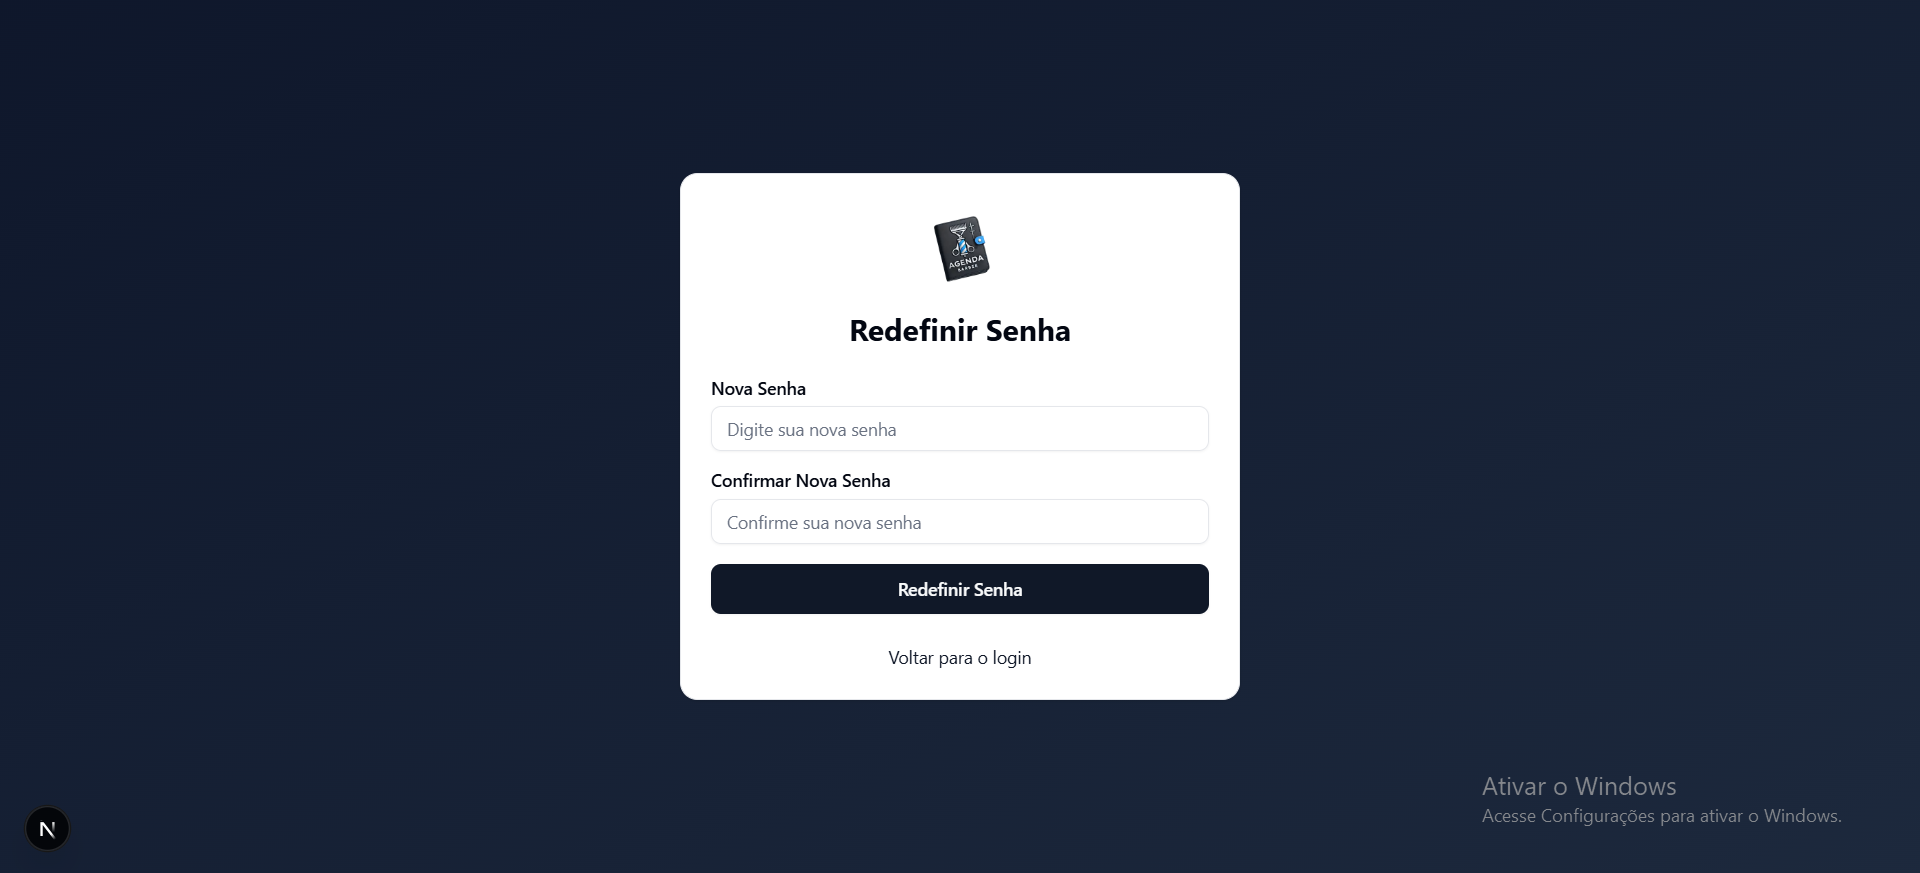 AGENDA
BARBER
Redefinir Senha
Nova Senha
Digite sua nova senha
Confirmar Nova Senha
Confirme sua nova senha
Redefinir Senha
Voltar para o login
Ativar o Windows
Acesse Configurações para ativar o Windows.
N